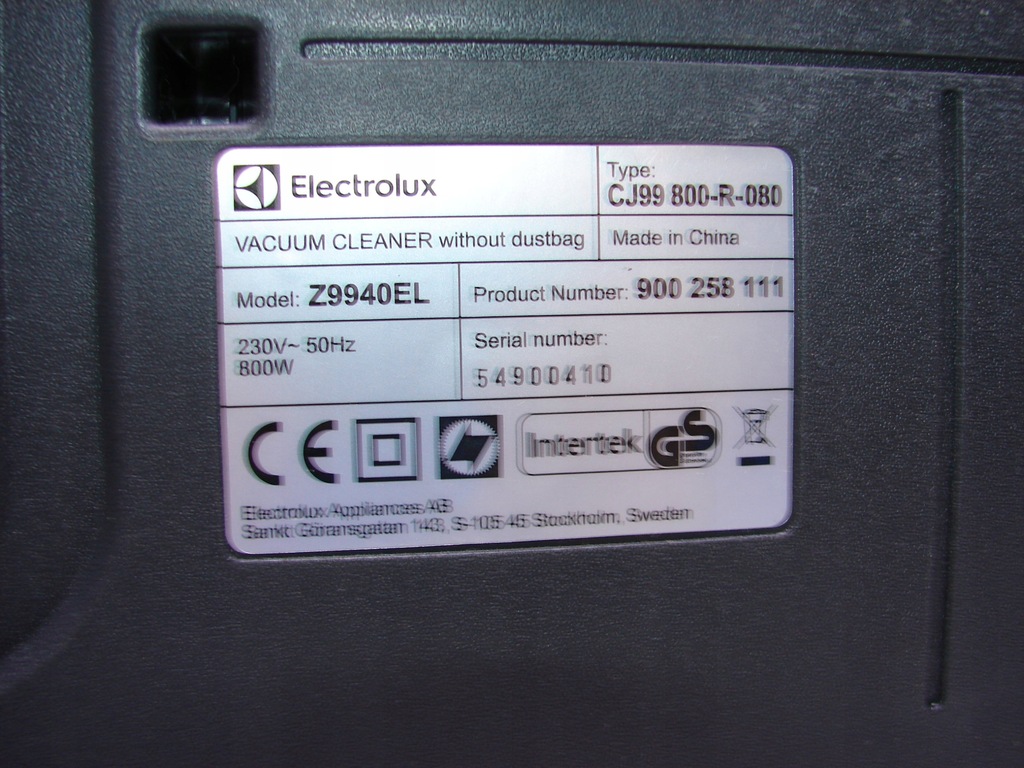 Electrolux
Type:
CJ99 800-R-080
VACUUM CLEANER without dustbag
Made in China
Model: Z9940EL
Product Number: 900 258 111
230V~ 50Hz
800W
Serial number:
54900410
CE
Intertek
GS
Electrolux Appliances AB
Sankt Göransgatan 143, S-105 45 Stockholm, Sweden